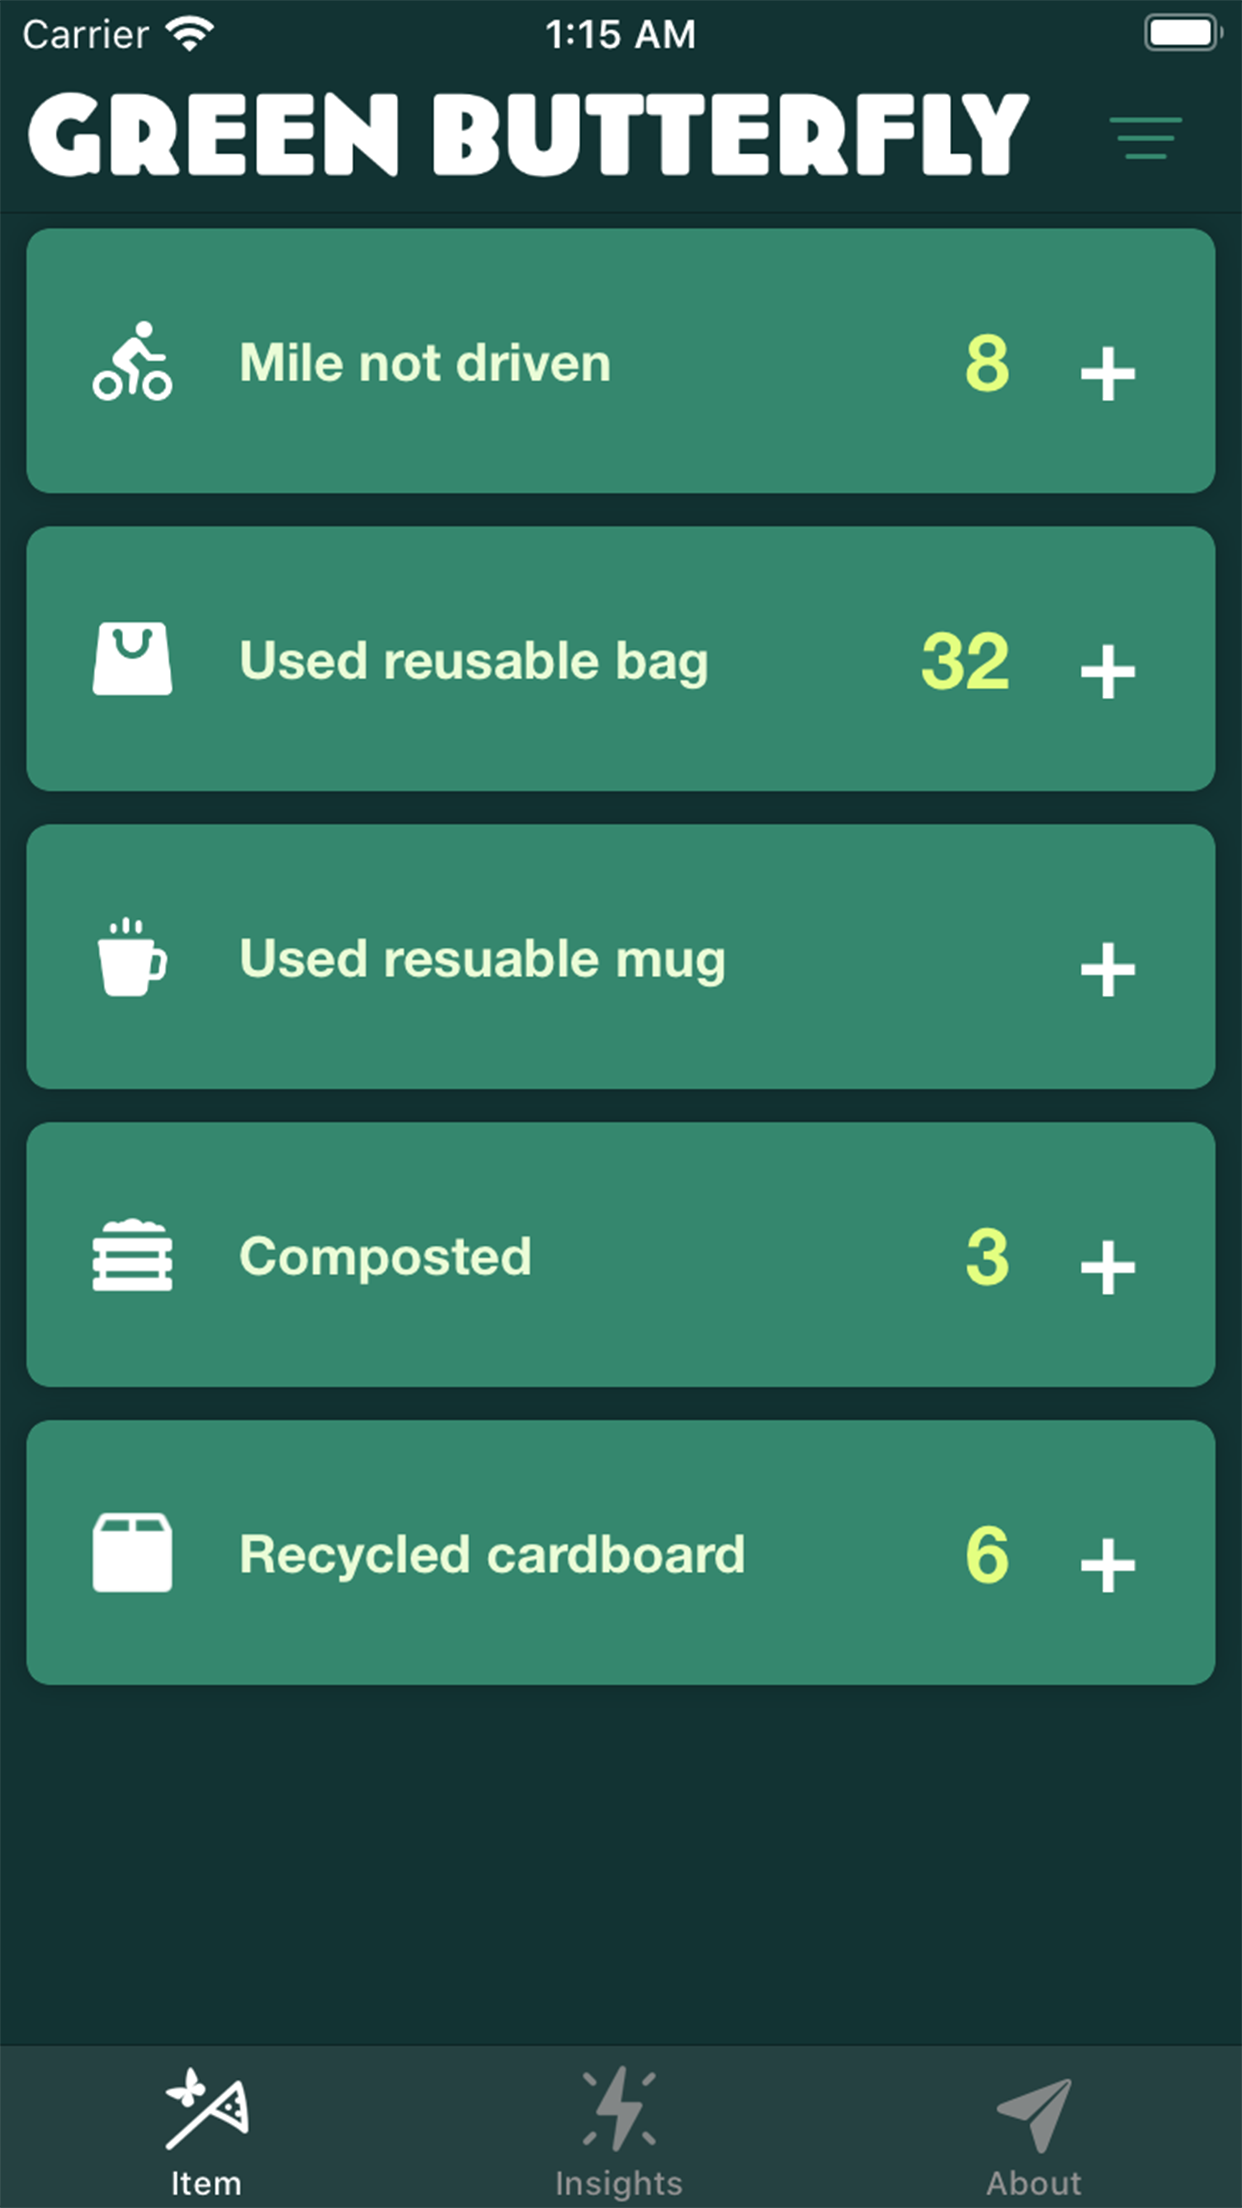 Carrier 1:15 AM
GREEN BUTTERFLY
Mile not driven 8 +
Used reusable bag 32 +
Used resuable mug +
Composted 3 +
Recycled cardboard 6 +
Item Insights About